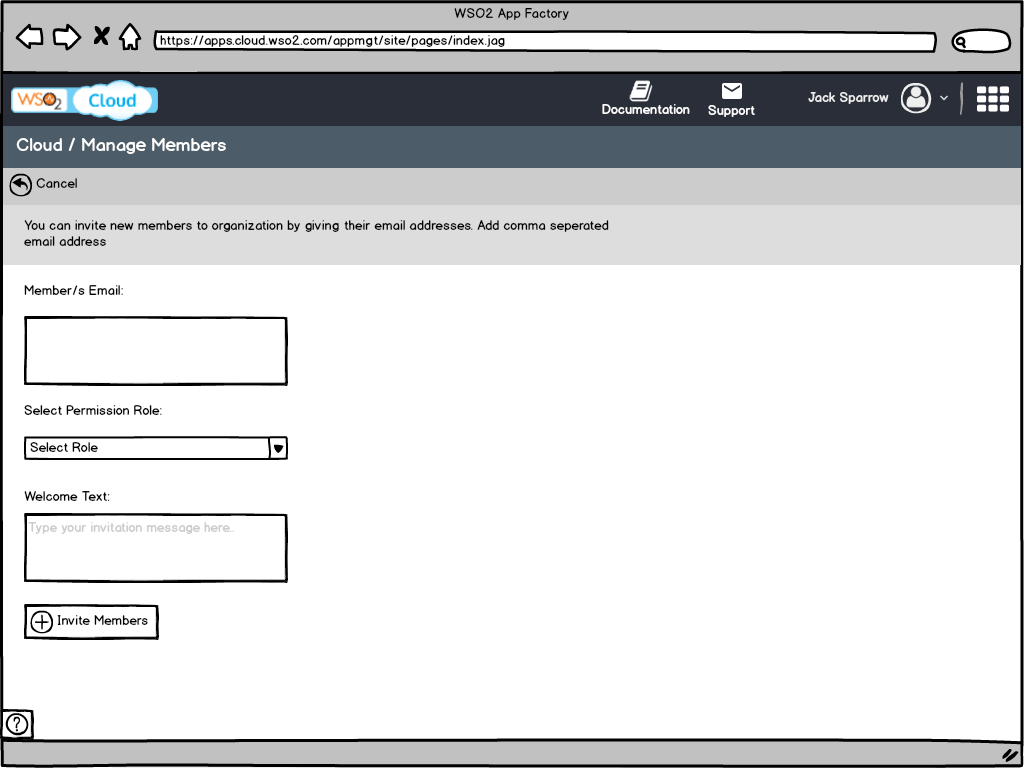 WSO2 App Factory
https://apps.cloud.wso2.com/appmgt/site/pages/index.jag
WSO2 Cloud
Documentation
Support
Jack Sparrow
Cloud / Manage Members
Cancel
You can invite new members to organization by giving their email addresses. Add comma seperated
email address
Member/s Email:
Select Permission Role:
Select Role
Welcome Text:
Type your invitation message here..
Invite Members
?